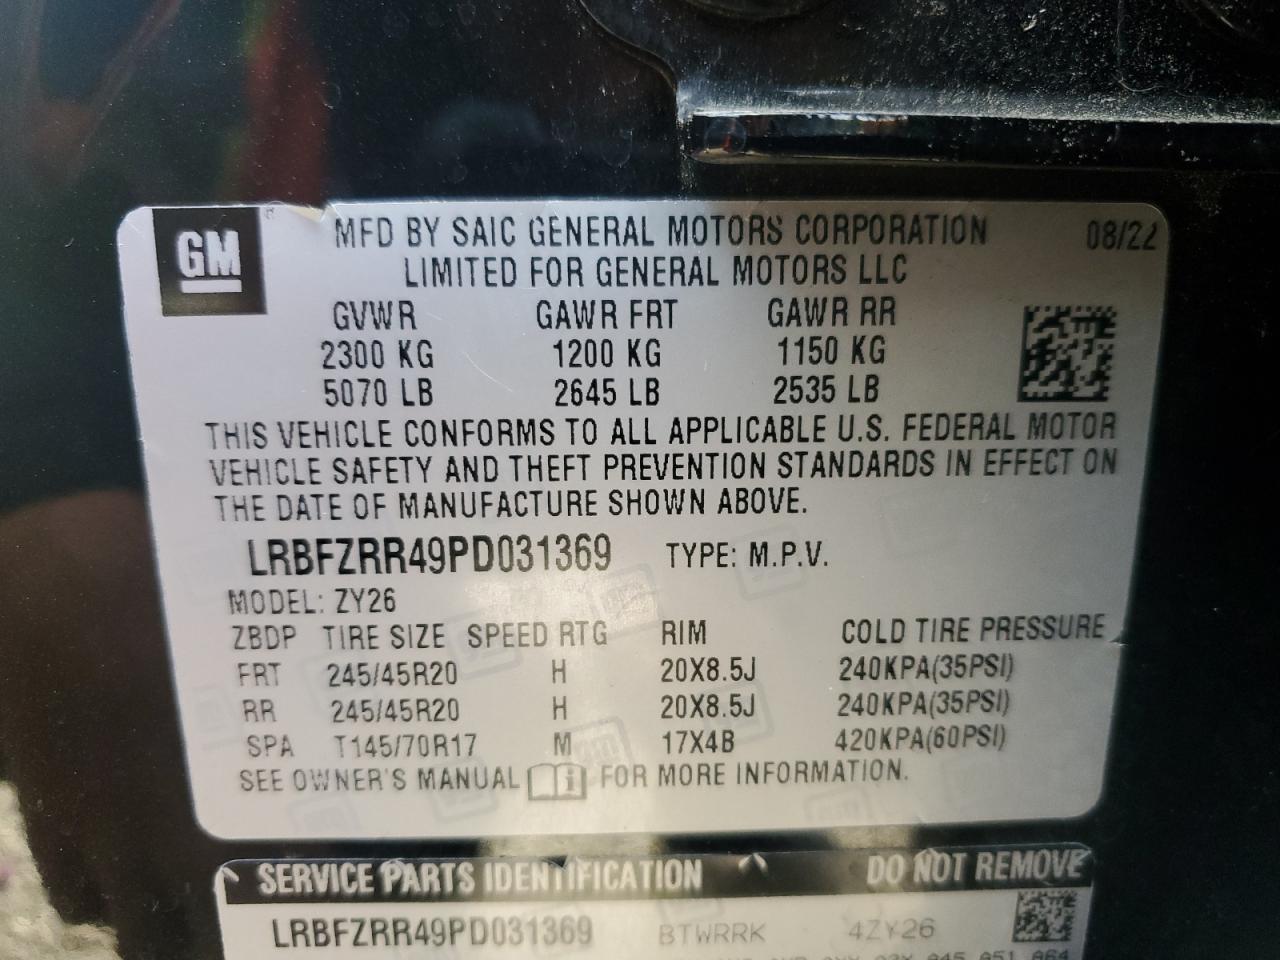 GM ® MFD BY SAIC GENERAL MOTORS CORPORATION 08/22
LIMITED FOR GENERAL MOTORS LLC
GVWR GAWR FRT GAWR RR
2300 KG 1200 KG 1150 KG
5070 LB 2645 LB 2535 LB
THIS VEHICLE CONFORMS TO ALL APPLICABLE U.S. FEDERAL MOTOR
VEHICLE SAFETY AND THEFT PREVENTION STANDARDS IN EFFECT ON
THE DATE OF MANUFACTURE SHOWN ABOVE.
LRBFZRR49PD031369 TYPE: M.P.V.
MODEL: ZY26
ZBDP TIRE SIZE SPEED RTG RIM COLD TIRE PRESSURE
FRT 245/45R20 H 20X8.5J 240KPA(35PSI)
RR 245/45R20 H 20X8.5J 240KPA(35PSI)
SPA T145/70R17 M 17X4B 420KPA(60PSI)
SEE OWNER'S MANUAL FOR MORE INFORMATION.
SERVICE PARTS IDENTIFICATION DO NOT REMOVE
LRBFZRR49PD031369 BTWRRK 4ZY26